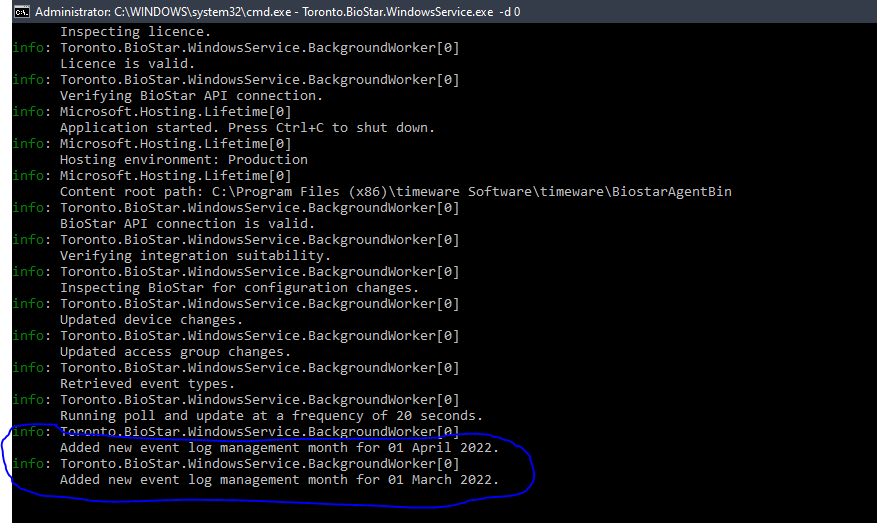 Administrator: C:\WINDOWS\system32\cmd.exe - Toronto.BioStar.WindowsService.exe -d 0
Inspecting licence.
info: Toronto.BioStar.WindowsService.BackgroundWorker[0]
Licence is valid.
info: Toronto.BioStar.WindowsService.BackgroundWorker[0]
Verifying BioStar API connection.
info: Microsoft.Hosting.Lifetime[0]
Application started. Press Ctrl+C to shut down.
info: Microsoft.Hosting.Lifetime[0]
Hosting environment: Production
info: Microsoft.Hosting.Lifetime[0]
Content root path: C:\Program Files (x86)\timeware Software\timeware\BiostarAgentBin
info: Toronto.BioStar.WindowsService.BackgroundWorker[0]
BioStar API connection is valid.
info: Toronto.BioStar.WindowsService.BackgroundWorker[0]
Verifying integration suitability.
info: Toronto.BioStar.WindowsService.BackgroundWorker[0]
Inspecting BioStar for configuration changes.
info: Toronto.BioStar.WindowsService.BackgroundWorker[0]
Updated device changes.
info: Toronto.BioStar.WindowsService.BackgroundWorker[0]
Updated access group changes.
info: Toronto.BioStar.WindowsService.BackgroundWorker[0]
Retrieved event types.
info: Toronto.BioStar.WindowsService.BackgroundWorker[0]
Running poll and update at a frequency of 20 seconds.
info: Toronto.BioStar.WindowsService.BackgroundWorker[0]
Added new event log management month for 01 April 2022.
info: Toronto.BioStar.WindowsService.BackgroundWorker[0]
Added new event log management month for 01 March 2022.